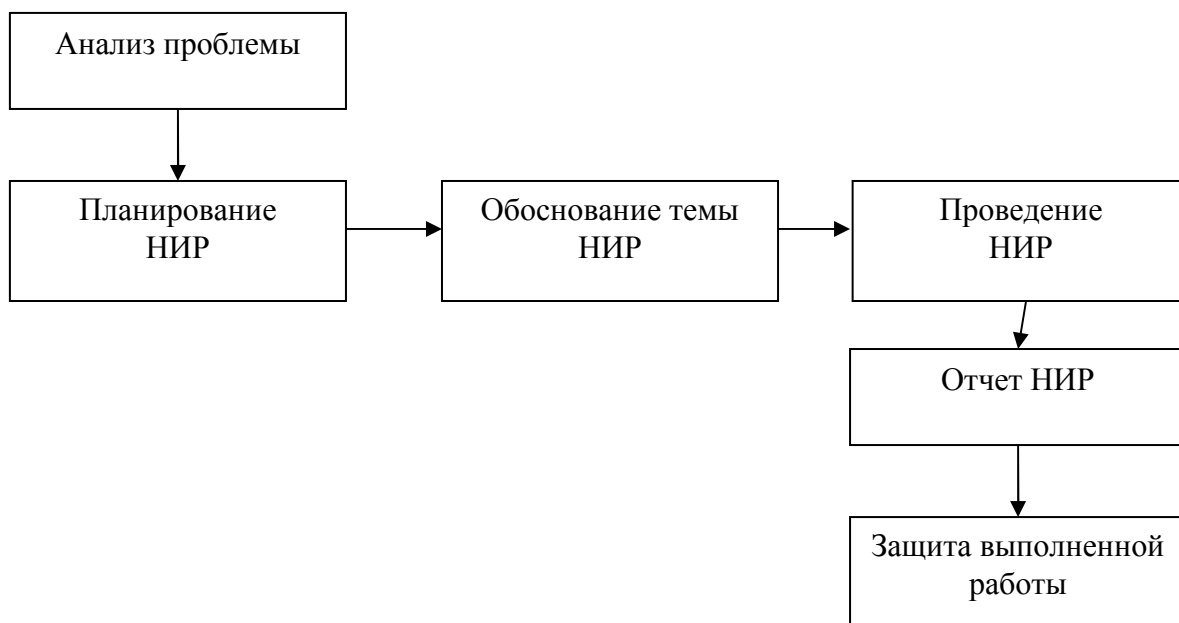 Анализ проблемы
Планирование
НИР
Обоснование темы
НИР
Проведение
НИР
Отчет НИР
Защита выполненной
работы